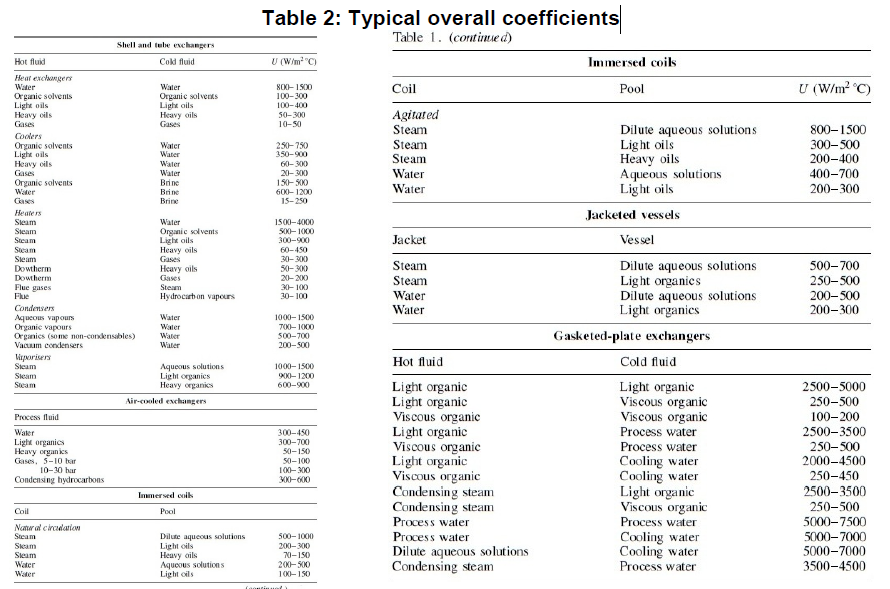 Table 2: Typical overall coefficients
Shell and tube exchangers
Hot fluid Cold fluid U (W/m² °C)
Heat exchangers
Water Water 800–1500
Organic solvents Organic solvents 100–300
Light oils Light oils 100–400
Heavy oils Heavy oils 50–300
Gases Gases 10–50
Coolers
Organic solvents Water 250–750
Light oils Water 350–900
Heavy oils Water 60–300
Gases Water 20–300
Organic solvents Brine 150–500
Water Brine 600–1200
Gases Brine 15–250
Heaters
Steam Water 1500–4000
Steam Organic solvents 500–1000
Steam Light oils 300–900
Steam Heavy oils 60–450
Steam Gases 30–300
Dowtherm Heavy oils 50–300
Dowtherm Gases 20–200
Flue gases Steam 30–100
Flue Hydrocarbon vapours 30–100
Condensers
Aqueous vapours Water 1000–1500
Organic vapours Water 700–1000
Organics (some non-condensables) Water 500–700
Vacuum condensers Water 200–500
Vaporisers
Steam Aqueous solutions 1000–1500
Steam Light organics 900–1200
Steam Heavy organics 600–900
Air-cooled exchangers
Process fluid
Water 300–450
Light organics 300–700
Heavy organics 50–150
Gases, 5–10 bar 50–100
10–30 bar 100–300
Condensing hydrocarbons 300–600
Immersed coils
Coil Pool
Natural circulation
Steam Dilute aqueous solutions 500–1000
Steam Light oils 200–300
Steam Heavy oils 70–150
Water Aqueous solutions 200–500
Water Light oils 100–150
(continued)
Table 1. (continued)
Immersed coils
Coil Pool U (W/m² °C)
Agitated
Steam Dilute aqueous solutions 800–1500
Steam Light oils 300–500
Steam Heavy oils 200–400
Water Aqueous solutions 400–700
Water Light oils 200–300
Jacketed vessels
Jacket Vessel
Steam Dilute aqueous solutions 500–700
Steam Light organics 250–500
Water Dilute aqueous solutions 200–500
Water Light organics 200–300
Gasketed-plate exchangers
Hot fluid Cold fluid
Light organic Light organic 2500–5000
Light organic Viscous organic 250–500
Viscous organic Viscous organic 100–200
Light organic Process water 2500–3500
Viscous organic Process water 250–500
Light organic Cooling water 2000–4500
Viscous organic Cooling water 250–450
Condensing steam Light organic 2500–3500
Condensing steam Viscous organic 250–500
Process water Process water 5000–7500
Process water Cooling water 5000–7000
Dilute aqueous solutions Cooling water 5000–7000
Condensing steam Process water 3500–4500